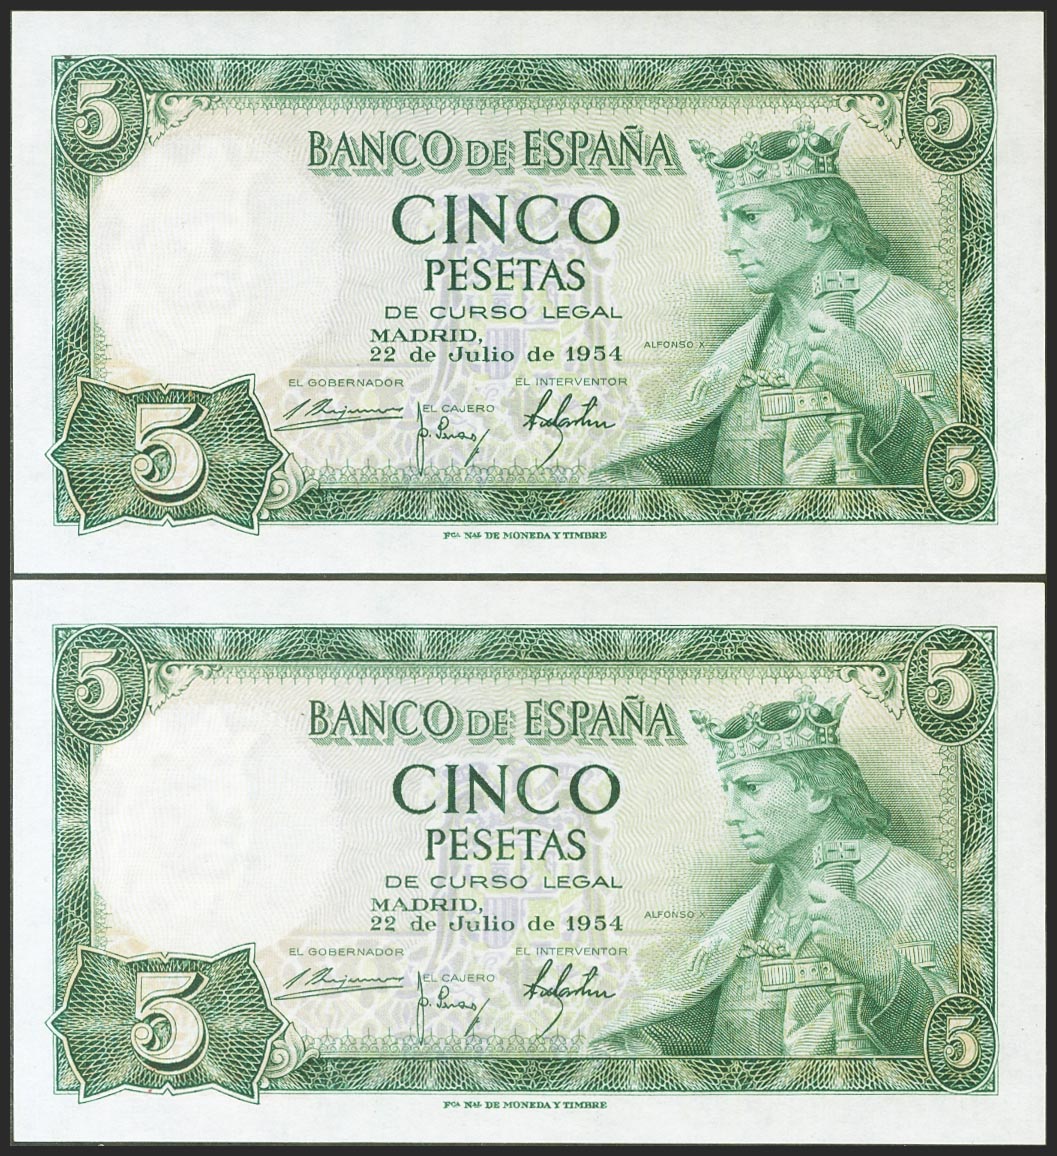 5 5
BANCO DE ESPAÑA
CINCO
PESETAS
DE CURSO LEGAL
MADRID,
22 de Julio de 1954
ALFONSO X
EL GOBERNADOR EL INTERVENTOR
EL CAJERO
5 5
FCA NAL DE MONEDA Y TIMBRE
5 5
BANCO DE ESPAÑA
CINCO
PESETAS
DE CURSO LEGAL
MADRID,
22 de Julio de 1954
ALFONSO X
EL GOBERNADOR EL INTERVENTOR
EL CAJERO
5 5
FCA NAL DE MONEDA Y TIMBRE